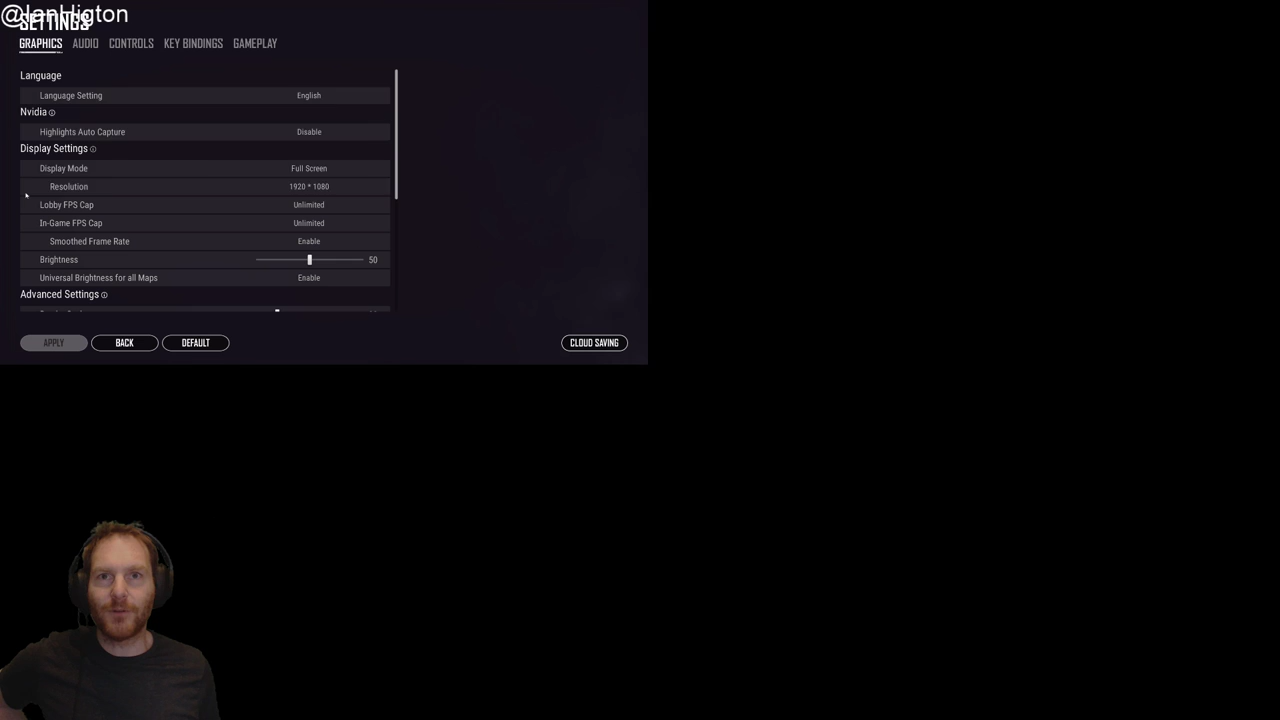 @IanHigton
SETTINGS
GRAPHICS AUDIO CONTROLS KEY BINDINGS GAMEPLAY
Language
Language Setting English
Nvidia
Highlights Auto Capture Disable
Display Settings
Display Mode Full Screen
Resolution 1920 * 1080
Lobby FPS Cap Unlimited
In-Game FPS Cap Unlimited
Smoothed Frame Rate Enable
Brightness 50
Universal Brightness for all Maps Enable
Advanced Settings
APPLY BACK DEFAULT CLOUD SAVING